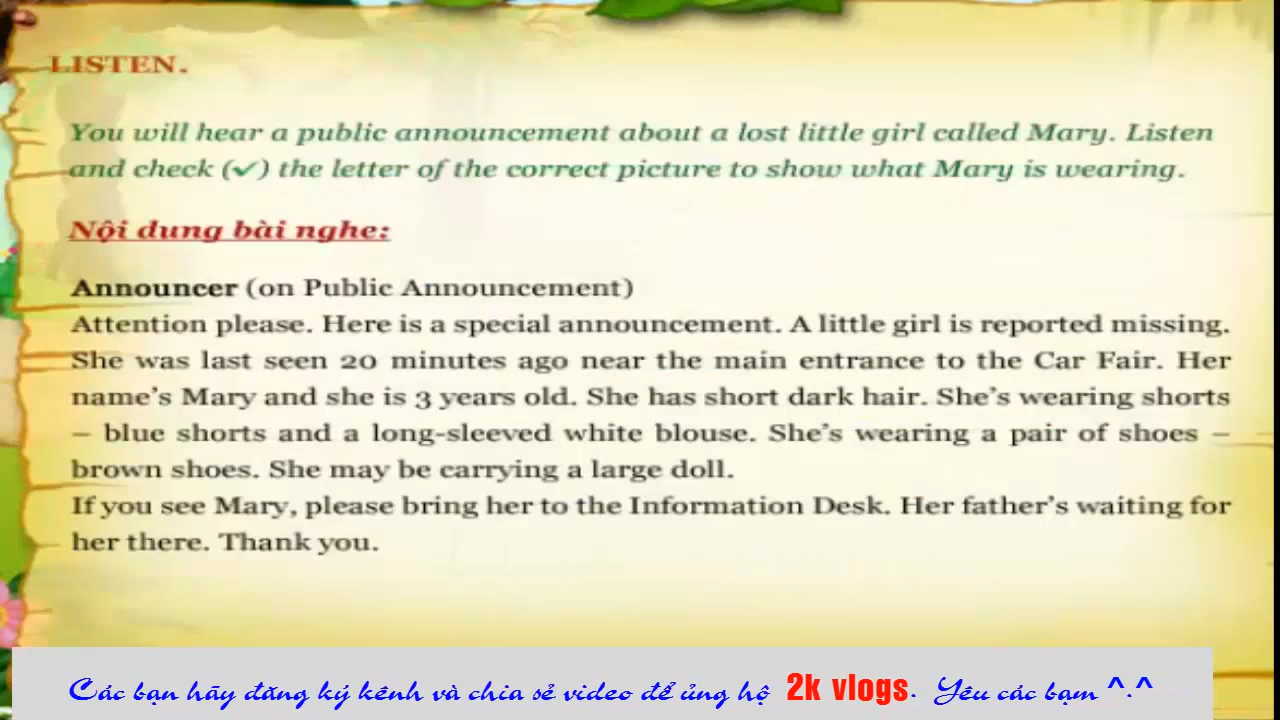 LISTEN.
You will hear a public announcement about a lost little girl called Mary. Listen
and check (✓) the letter of the correct picture to show what Mary is wearing.
Nội dung bài nghe:
Announcer (on Public Announcement)
Attention please. Here is a special announcement. A little girl is reported missing.
She was last seen 20 minutes ago near the main entrance to the Car Fair. Her
name's Mary and she is 3 years old. She has short dark hair. She's wearing shorts
– blue shorts and a long-sleeved white blouse. She's wearing a pair of shoes –
brown shoes. She may be carrying a large doll.
If you see Mary, please bring her to the Information Desk. Her father's waiting for
her there. Thank you.
Các bạn hãy đăng ký kênh và chia sẻ video để ủng hộ 2k vlogs. Yêu các bạm ^.^